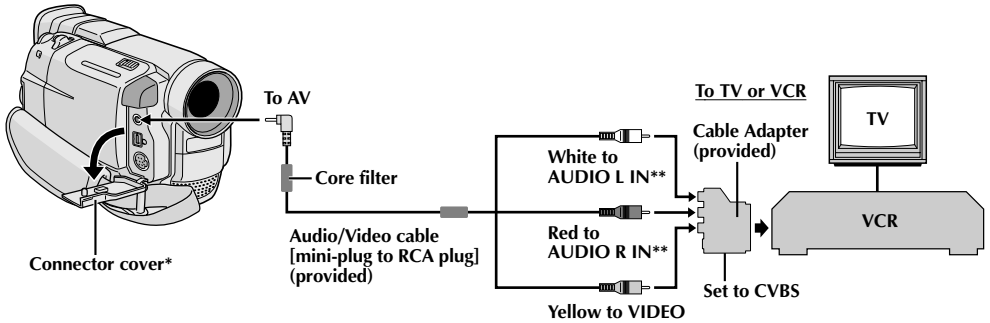 To AV
Core filter
Connector cover*
Audio/Video cable
[mini-plug to RCA plug]
(provided)
White to
AUDIO L IN**
Red to
AUDIO R IN**
Yellow to VIDEO
To TV or VCR
Cable Adapter
(provided)
Set to CVBS
TV
VCR